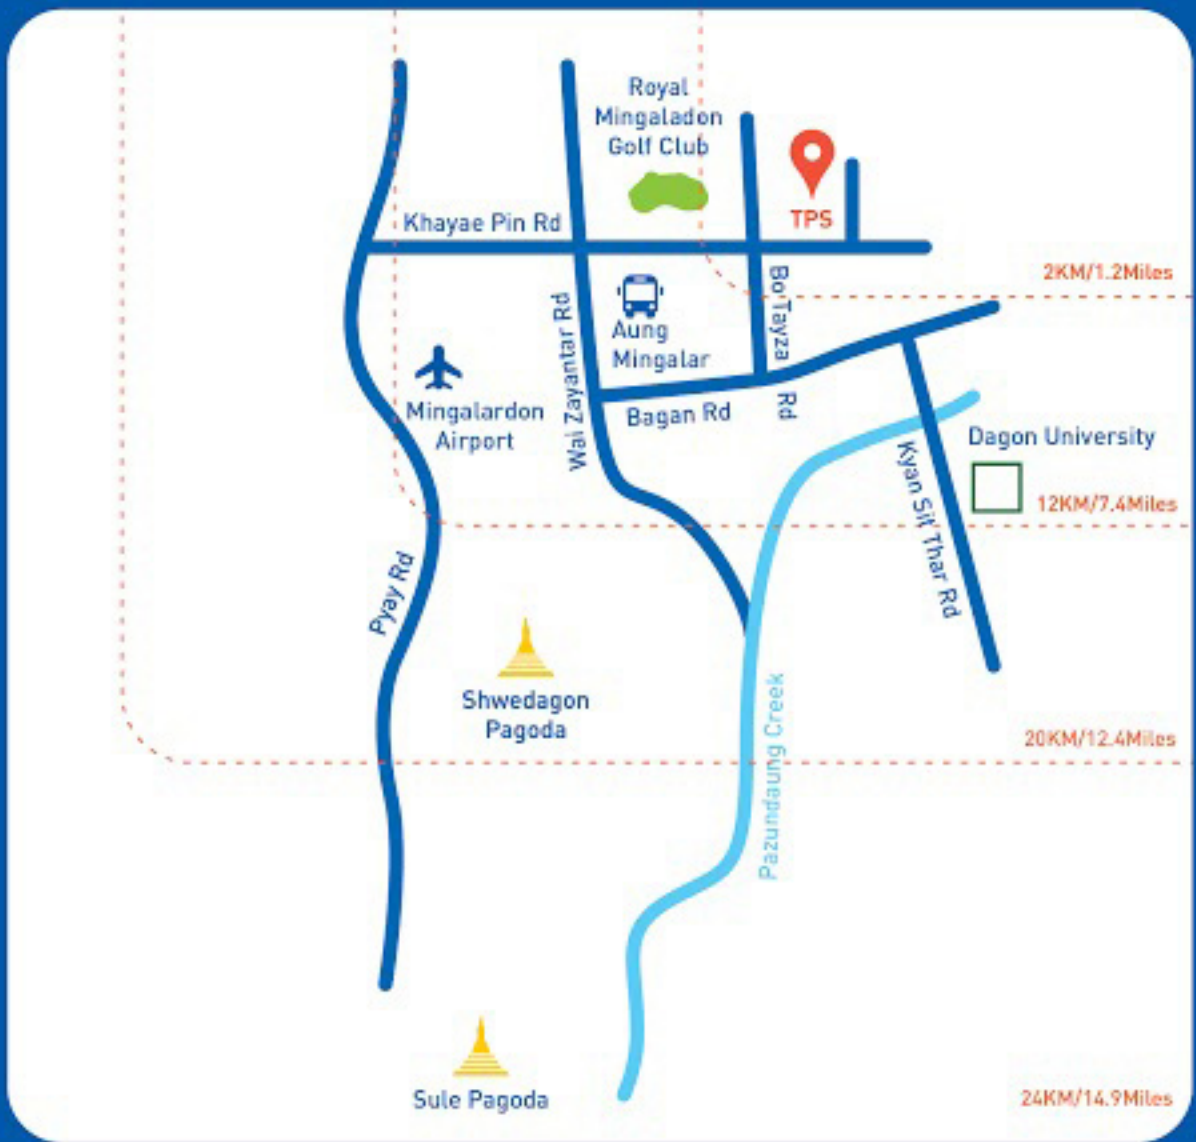 Royal
Mingaladon
Golf Club
TPS
Khayae Pin Rd
2KM/1.2Miles
Bo Tayza Rd
Wai Zayantar Rd
Aung
Mingalar
Mingalardon
Airport
Bagan Rd
Dagon University
Kyan Sit Thar Rd
12KM/7.4Miles
Pyay Rd
Shwedagon
Pagoda
Pazundaung Creek
20KM/12.4Miles
Sule Pagoda
24KM/14.9Miles